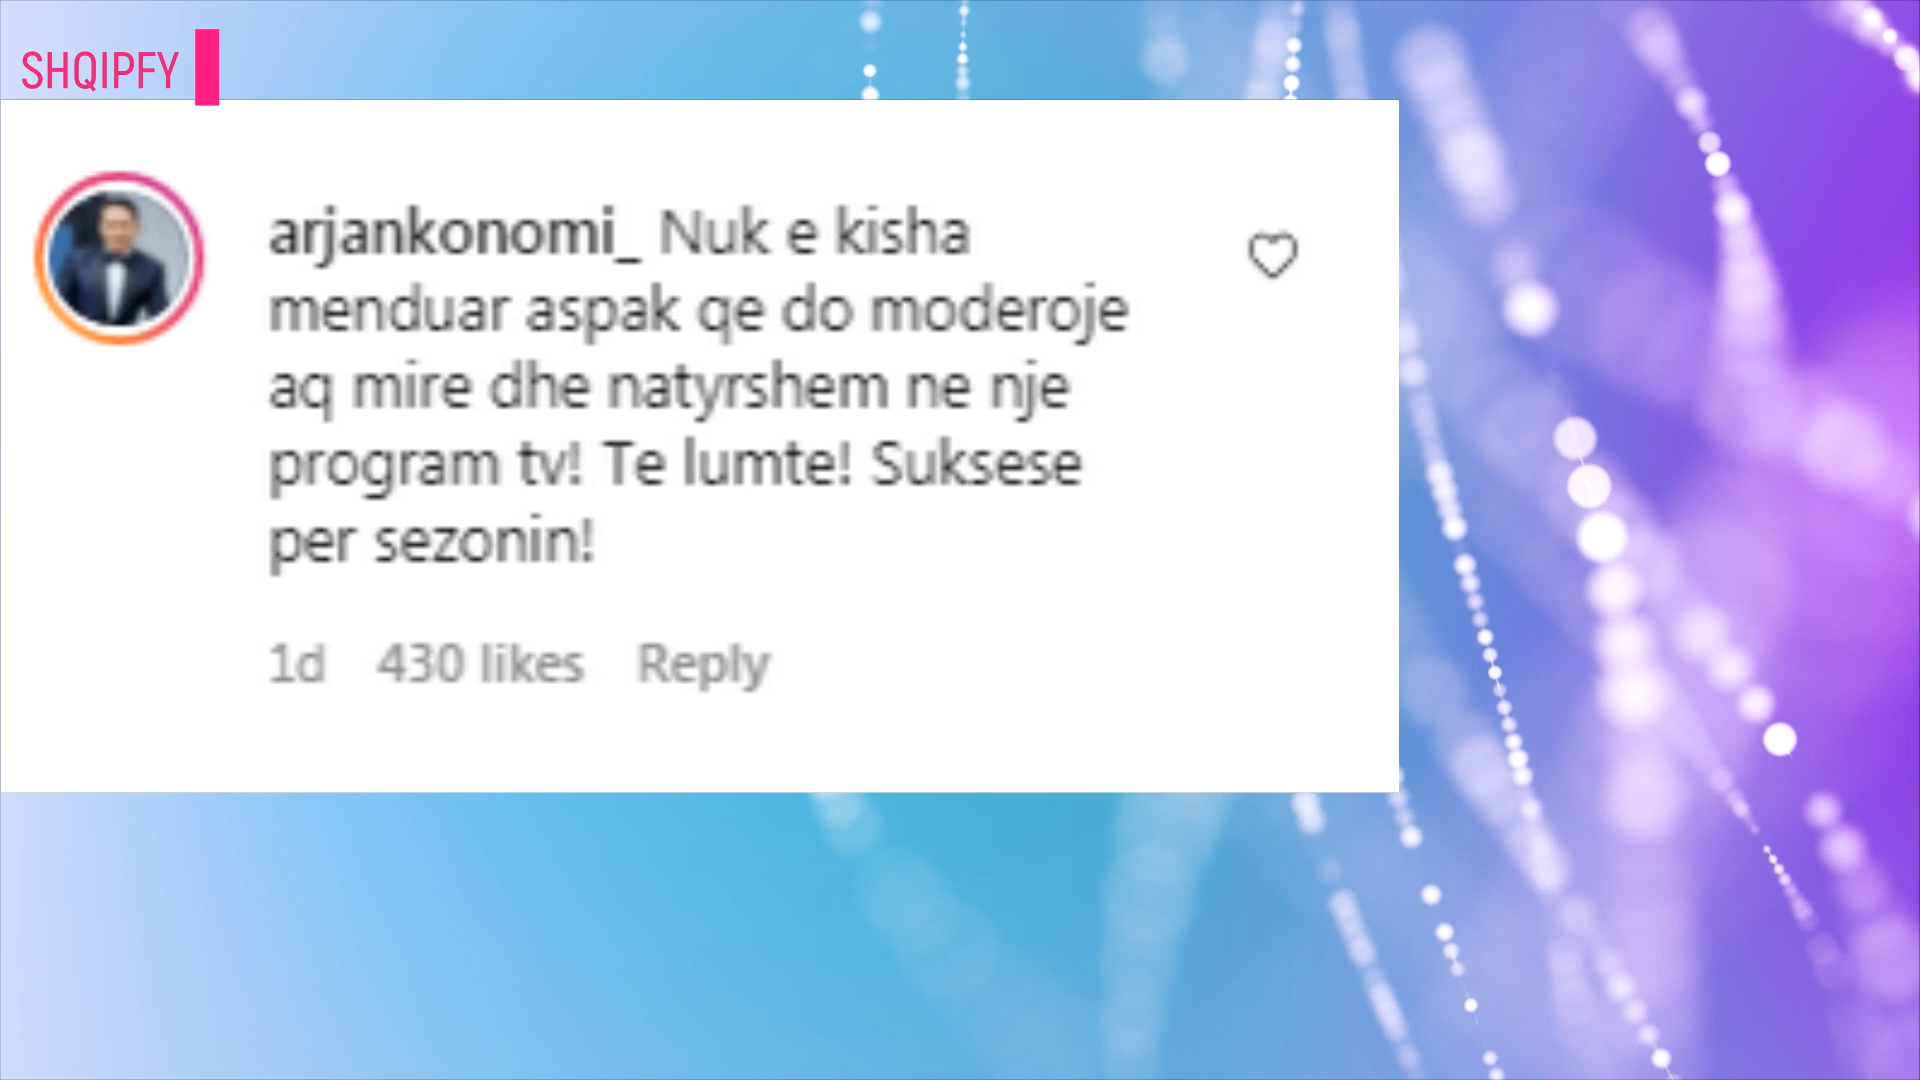 SHQIPFY
arjankonomi_ Nuk e kisha
menduar aspak qe do moderoje
aq mire dhe natyrshem ne nje
program tv! Te lumte! Suksese
per sezonin!
1d 430 likes Reply